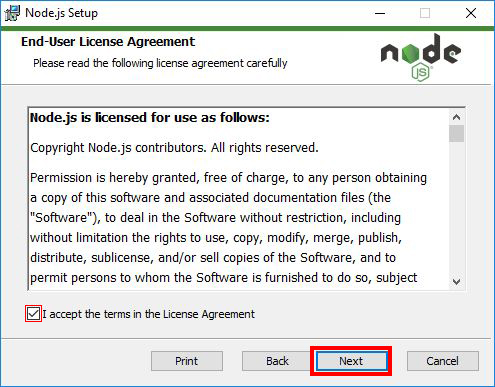 Node.js Setup
End-User License Agreement
Please read the following license agreement carefully
node
JS
Node.js is licensed for use as follows:
Copyright Node.js contributors. All rights reserved.
Permission is hereby granted, free of charge, to any person obtaining
a copy of this software and associated documentation files (the
"Software"), to deal in the Software without restriction, including
without limitation the rights to use, copy, modify, merge, publish,
distribute, sublicense, and/or sell copies of the Software, and to
permit persons to whom the Software is furnished to do so, subject
I accept the terms in the License Agreement
Print Back Next Cancel